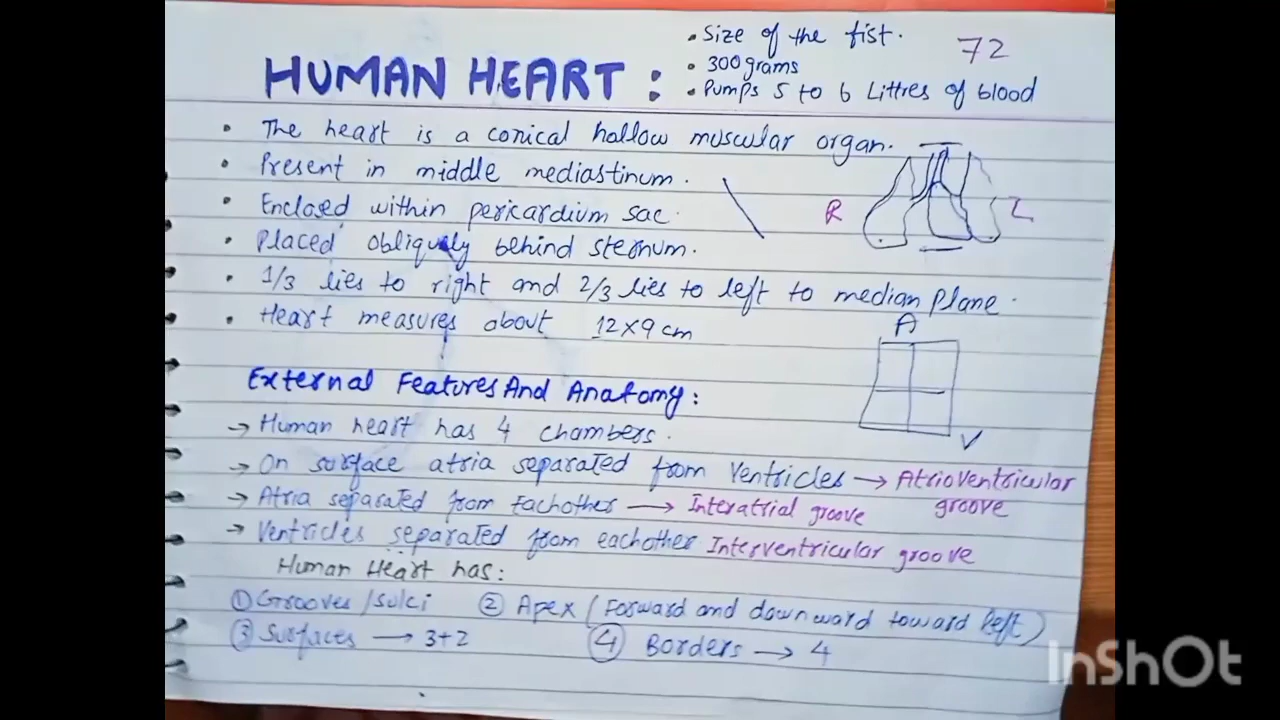 • Size of the fist.
72
HUMAN HEART :
• 300grams
• Pumps 5 to 6 Littres of blood
• The heart is a conical hollow muscular organ.
• Present in middle mediastinum.
• Enclosed within pericardium sac.
R
L
• Placed obliquely behind sternum.
• 1/3 lies to right and 2/3 lies to left to median plane.
• Heart measures about 12x9 cm
A
External Features And Anatomy:
→ Human heart has 4 chambers.
V
→ On surface atria separated from Ventricles → Atrioventricular groove
→ Atria separated from Eachother → Interatrial groove
→ Ventricles separated from eachother Interventricular groove
Human Heart has:
① Grooves/sulci ② Apex (Forward and downward toward left)
③ Surfaces → 3+2 ④ Borders → 4
InShOt